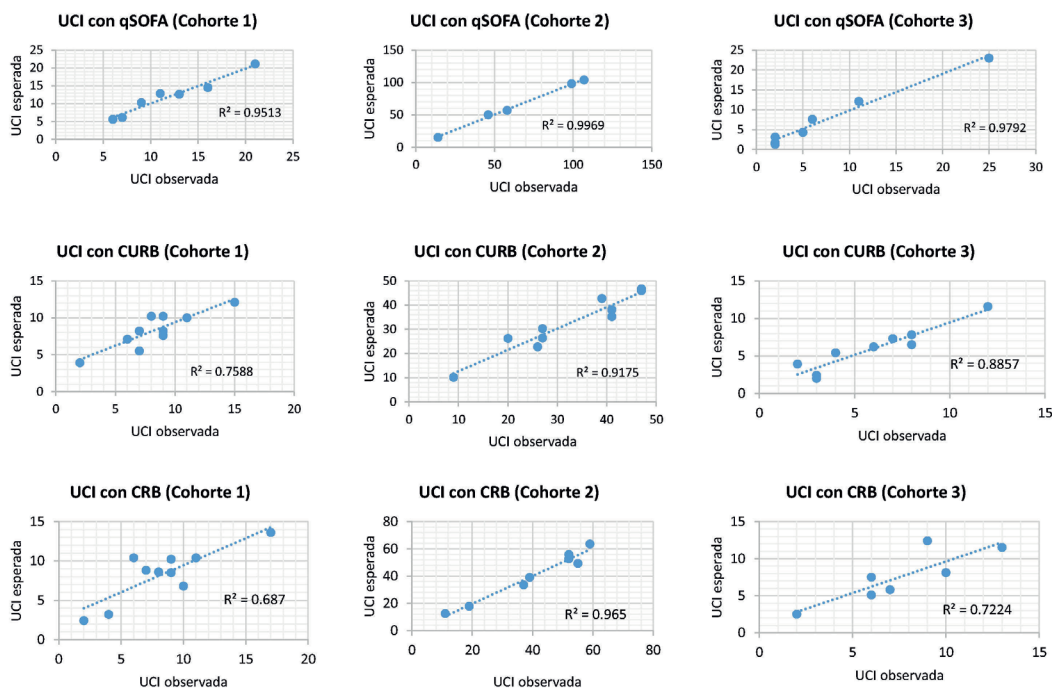 UCI con qSOFA (Cohorte 1)
UCI esperada
25
20
15
10
5
0
R² = 0.9513
0 5 10 15 20 25
UCI observada
UCI con qSOFA (Cohorte 2)
UCI esperada
150
100
50
0
R² = 0.9969
0 50 100 150
UCI observada
UCI con qSOFA (Cohorte 3)
UCI esperada
25
20
15
10
5
0
R² = 0.9792
0 5 10 15 20 25 30
UCI observada
UCI con CURB (Cohorte 1)
UCI esperada
15
10
5
0
R² = 0.7588
0 5 10 15 20
UCI observada
UCI con CURB (Cohorte 2)
UCI esperada
50
40
30
20
10
0
R² = 0.9175
0 10 20 30 40 50
UCI observada
UCI con CURB (Cohorte 3)
UCI esperada
15
10
5
0
R² = 0.8857
0 5 10 15
UCI observada
UCI con CRB (Cohorte 1)
UCI esperada
15
10
5
0
R² = 0.687
0 5 10 15 20
UCI observada
UCI con CRB (Cohorte 2)
UCI esperada
80
60
40
20
0
R² = 0.965
0 20 40 60 80
UCI observada
UCI con CRB (Cohorte 3)
UCI esperada
15
10
5
0
R² = 0.7224
0 5 10 15
UCI observada